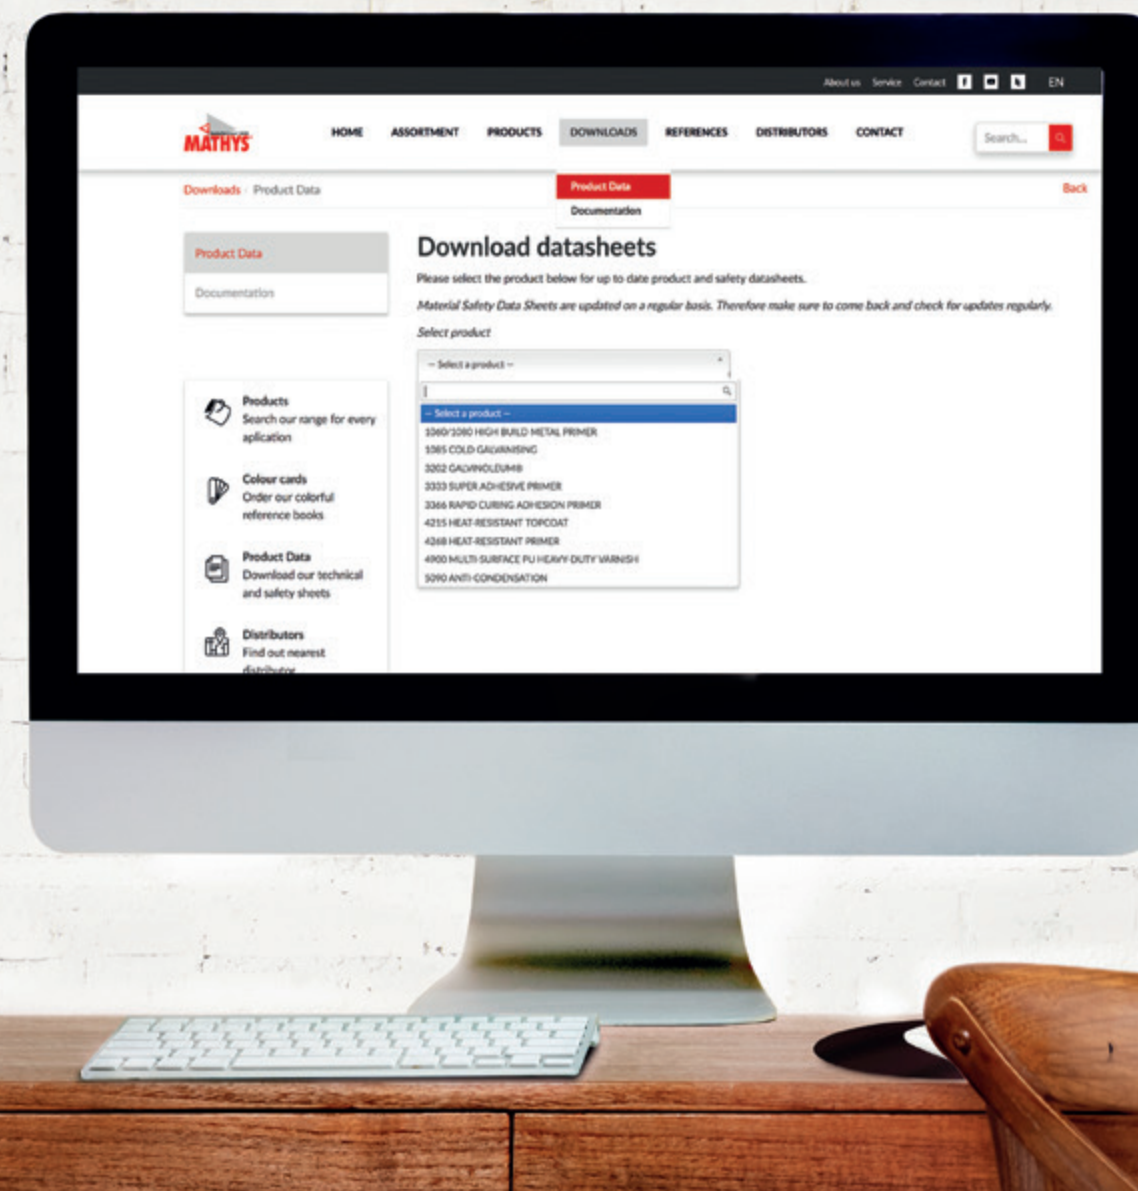 About us Service Contact EN
MATHYS
HOME ASSORTMENT PRODUCTS DOWNLOADS REFERENCES DISTRIBUTORS CONTACT Search...
Downloads Product Data
Product Data
Back
Documentation
Product Data
Documentation
Download datasheets
Please select the product below for up to date product and safety datasheets.
Material Safety Data Sheets are updated on a regular basis. Therefore make sure to come back and check for updates regularly.
Select product
-- Select a product --
-- Select a product --
1060/1080 HIGH BUILD METAL PRIMER
1085 COLD GALVANISING
3202 GALVINOLEUM®
3333 SUPER ADHESIVE PRIMER
3366 RAPID CURING ADHESION PRIMER
4215 HEAT-RESISTANT TOPCOAT
4268 HEAT-RESISTANT PRIMER
4900 MULTI-SURFACE PU HEAVY-DUTY VARNISH
5090 ANTI-CONDENSATION
Products
Search our range for every
aplication
Colour cards
Order our colorful
reference books
Product Data
Download our technical
and safety sheets
Distributors
Find out nearest
distributor